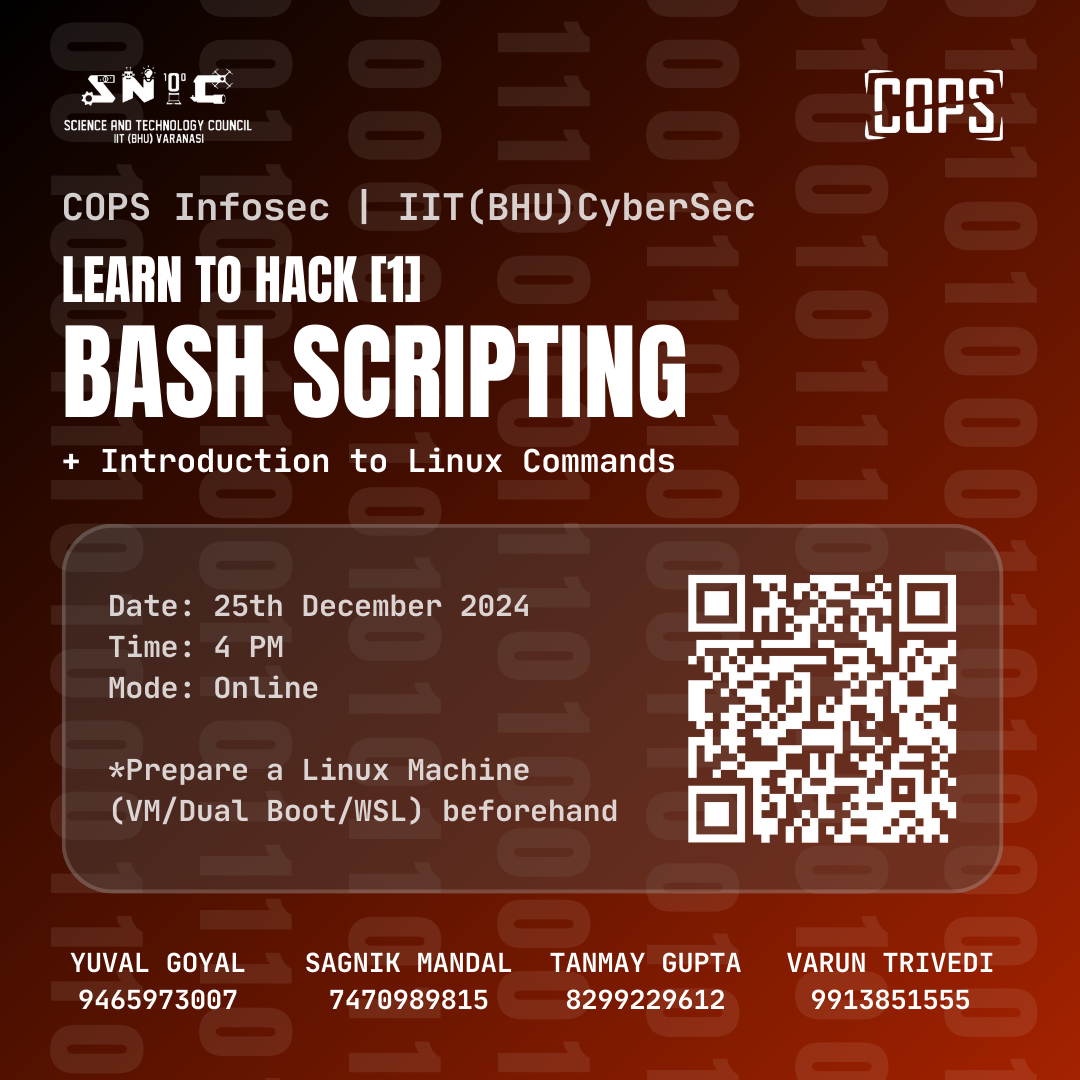 SNTC
SCIENCE AND TECHNOLOGY COUNCIL
IIT (BHU) VARANASI
COPS
COPS Infosec | IIT(BHU)CyberSec
LEARN TO HACK [1]
BASH SCRIPTING
+ Introduction to Linux Commands
Date: 25th December 2024
Time: 4 PM
Mode: Online
*Prepare a Linux Machine
(VM/Dual Boot/WSL) beforehand
YUVAL GOYAL
9465973007
SAGNIK MANDAL
7470989815
TANMAY GUPTA
8299229612
VARUN TRIVEDI
9913851555